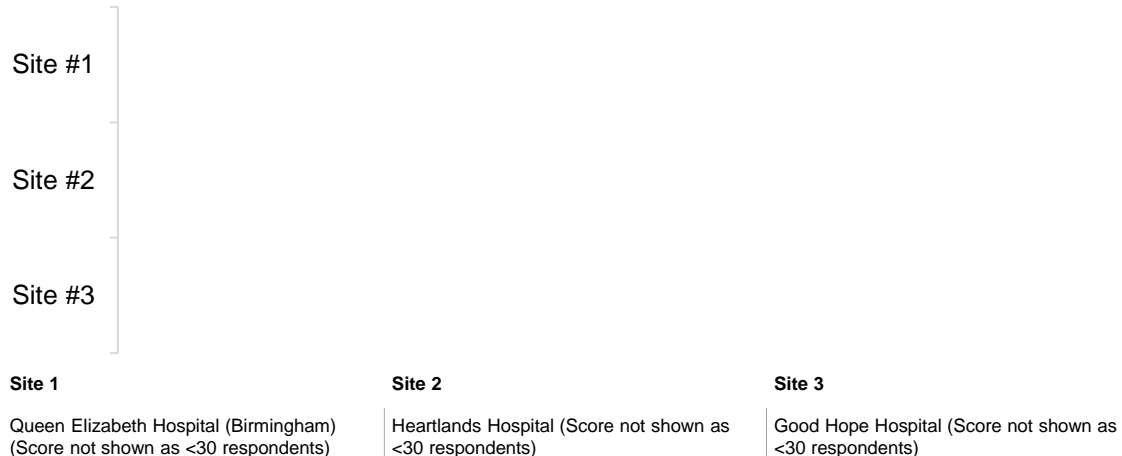 Site #1
Site #2
Site #3
Site 1
Queen Elizabeth Hospital (Birmingham)
(Score not shown as <30 respondents)
Site 2
Heartlands Hospital (Score not shown as
<30 respondents)
Site 3
Good Hope Hospital (Score not shown as
<30 respondents)